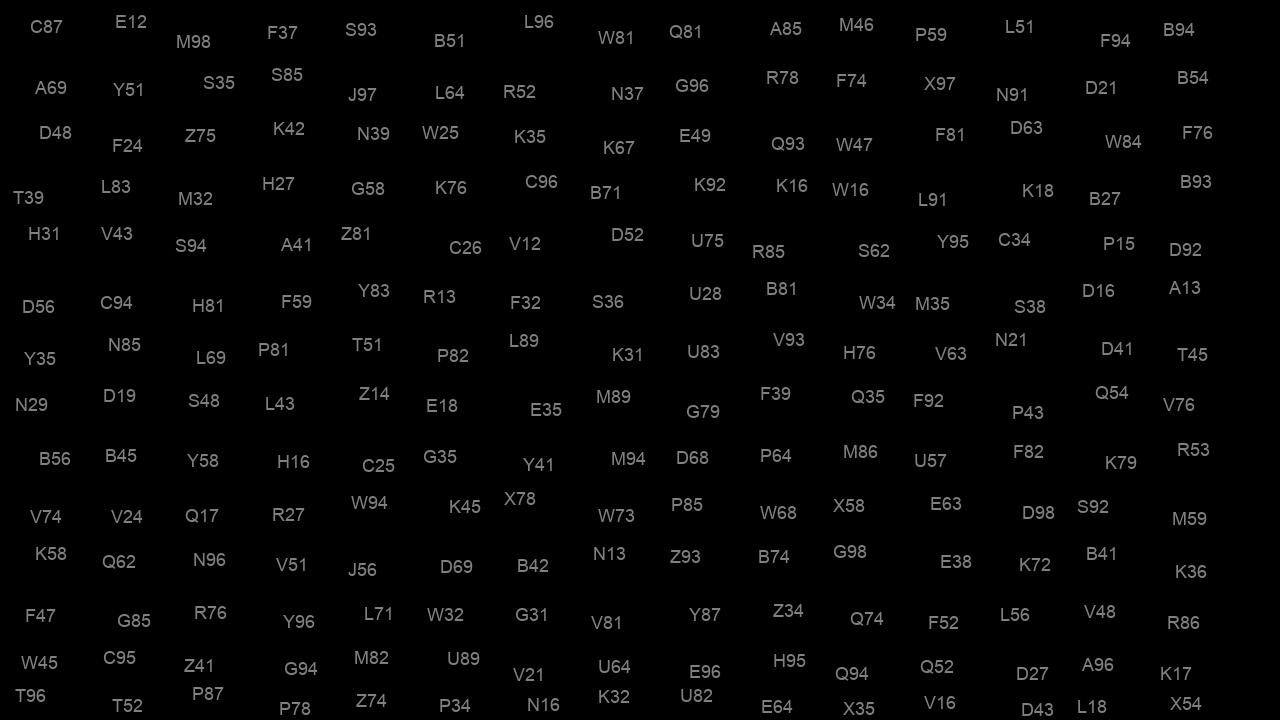 C87 E12 M98 F37 S93 B51 L96 W81 Q81 A85 M46 P59 L51 F94 B94
A69 Y51 S35 S85 J97 L64 R52 N37 G96 R78 F74 X97 N91 D21 B54
D48 F24 Z75 K42 N39 W25 K35 K67 E49 Q93 W47 F81 D63 W84 F76
T39 L83 M32 H27 G58 K76 C96 B71 K92 K16 W16 L91 K18 B27 B93
H31 V43 S94 A41 Z81 C26 V12 D52 U75 R85 S62 Y95 C34 P15 D92
D56 C94 H81 F59 Y83 R13 F32 S36 U28 B81 W34 M35 S38 D16 A13
Y35 N85 L69 P81 T51 P82 L89 K31 U83 V93 H76 V63 N21 D41 T45
N29 D19 S48 L43 Z14 E18 E35 M89 G79 F39 Q35 F92 P43 Q54 V76
B56 B45 Y58 H16 C25 G35 Y41 M94 D68 P64 M86 U57 F82 K79 R53
V74 V24 Q17 R27 W94 K45 X78 W73 P85 W68 X58 E63 D98 S92 M59
K58 Q62 N96 V51 J56 D69 B42 N13 Z93 B74 G98 E38 K72 B41 K36
F47 G85 R76 Y96 L71 W32 G31 V81 Y87 Z34 Q74 F52 L56 V48 R86
W45 C95 Z41 G94 M82 U89 V21 U64 E96 H95 Q94 Q52 D27 A96 K17
T96 T52 P87 P78 Z74 P34 N16 K32 U82 E64 X35 V16 D43 L18 X54